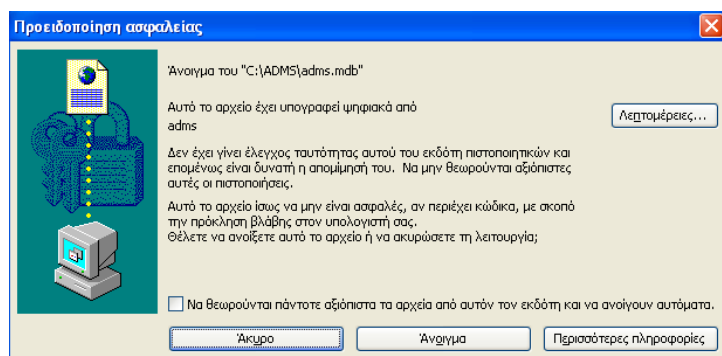 Προειδοποίηση ασφαλείας
Άνοιγμα του "C:\ADMS\adms.mdb"
Αυτό το αρχείο έχει υπογραφεί ψηφιακά από
adms
Λεπτομέρειες...
Δεν έχει γίνει έλεγχος ταυτότητας αυτού του εκδότη πιστοποιητικών και
επομένως είναι δυνατή η απομίμησή του. Να μην θεωρούνται αξιόπιστες
αυτές οι πιστοποιήσεις.
Αυτό το αρχείο ίσως να μην είναι ασφαλές, αν περιέχει κώδικα, με σκοπό
την πρόκληση βλάβης στον υπολογιστή σας.
Θέλετε να ανοίξετε αυτό το αρχείο ή να ακυρώσετε τη λειτουργία;
Να θεωρούνται πάντοτε αξιόπιστα τα αρχεία από αυτόν τον εκδότη και να ανοίγουν αυτόματα.
Άκυρο
Άνοιγμα
Περισσότερες πληροφορίες